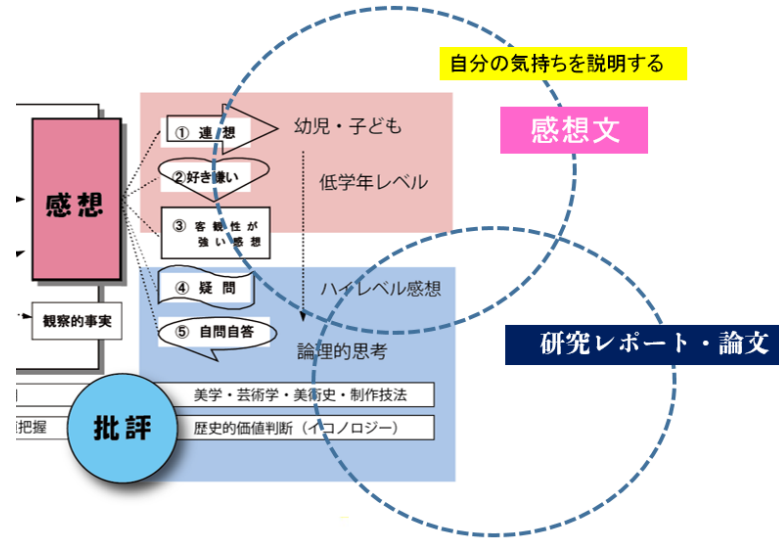 自分の気持ちを説明する
感想文
① 連 想
幼児・子ども
②好き嫌い
低学年レベル
感想
③ 客 観 性 が
強 い 感 想
④ 疑 問
ハイレベル感想
観察的事実
⑤ 自問自答
論理的思考
研究レポート・論文
美学・芸術学・美術史・制作技法
批評
把握
歴史的価値判断（イコノロジー）